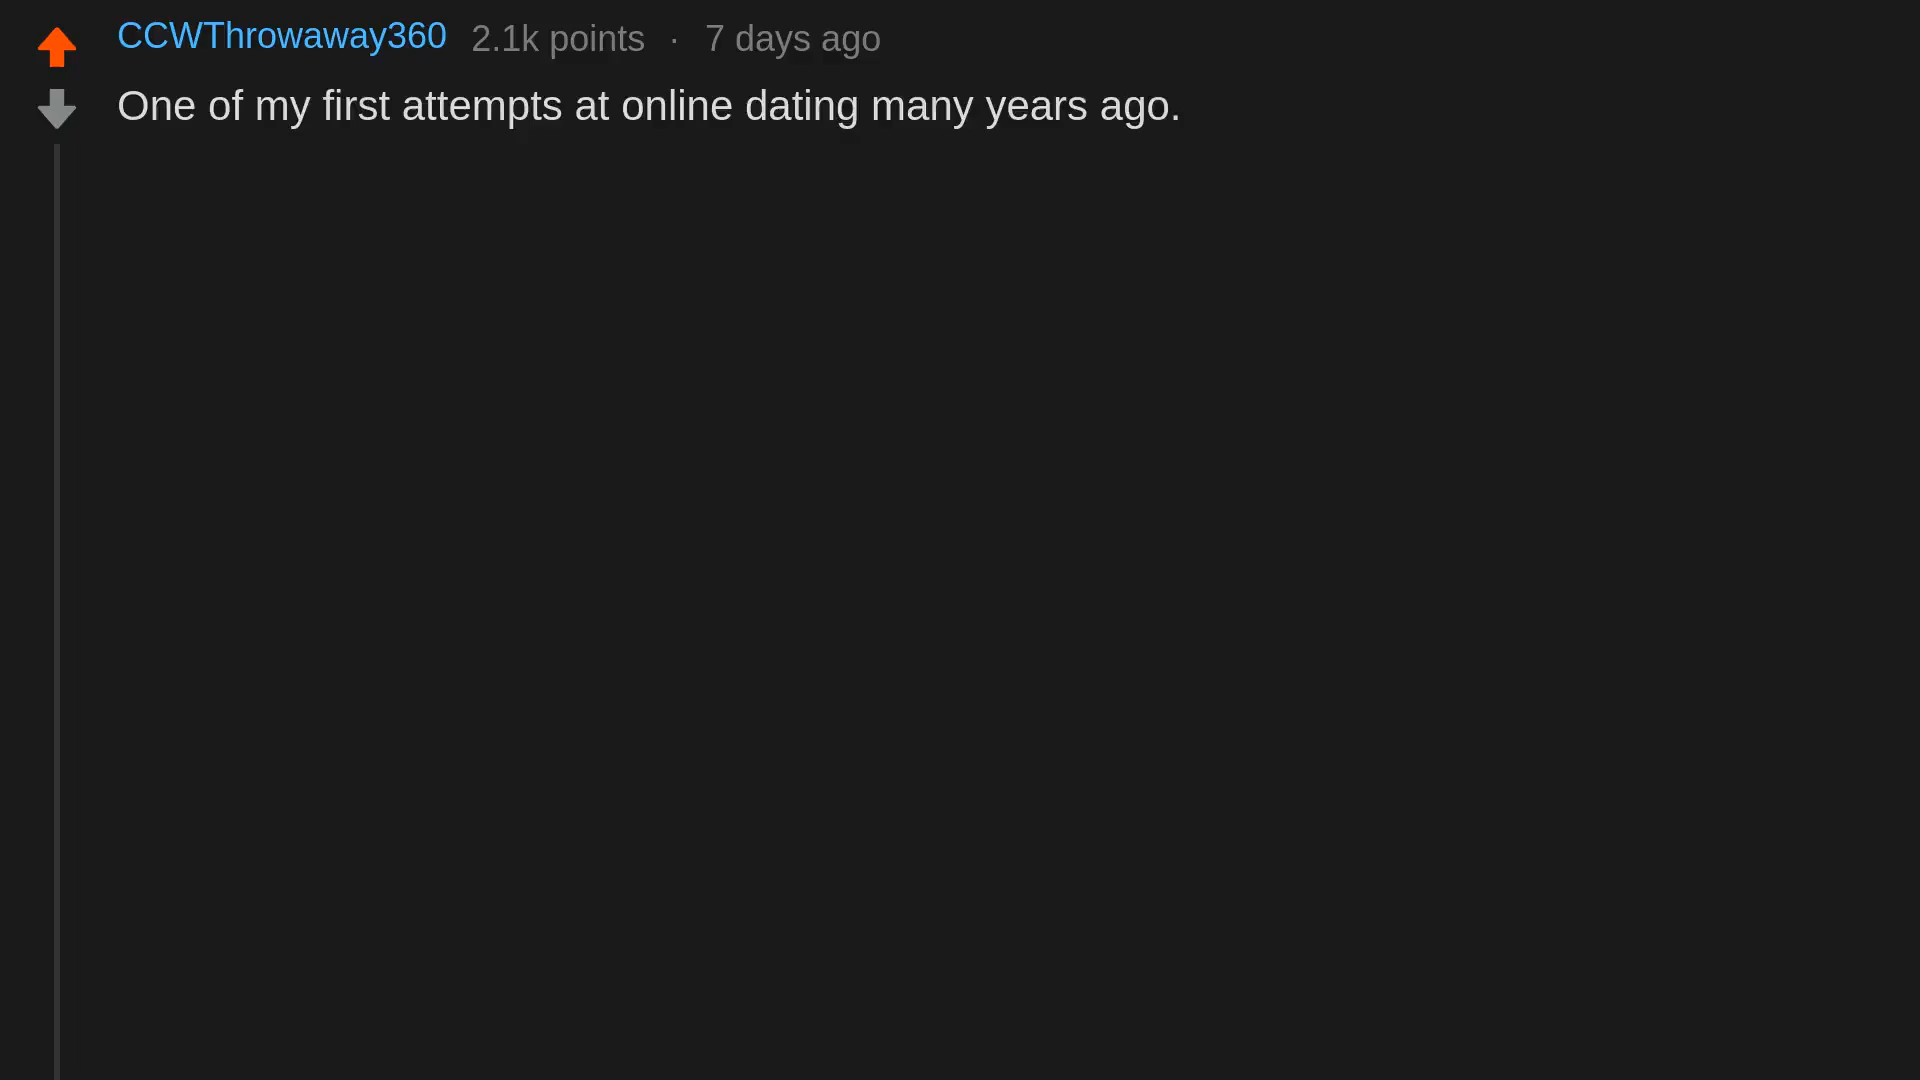 CCWThrowaway360 2.1k points · 7 days ago
One of my first attempts at online dating many years ago.